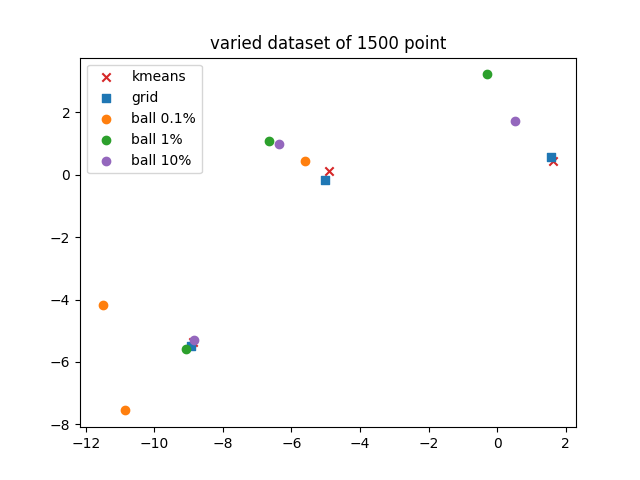 varied dataset of 1500 point
kmeans
grid
ball 0.1%
ball 1%
ball 10%
2
0
−2
−4
−6
−8
−12
−10
−8
−6
−4
−2
0
2